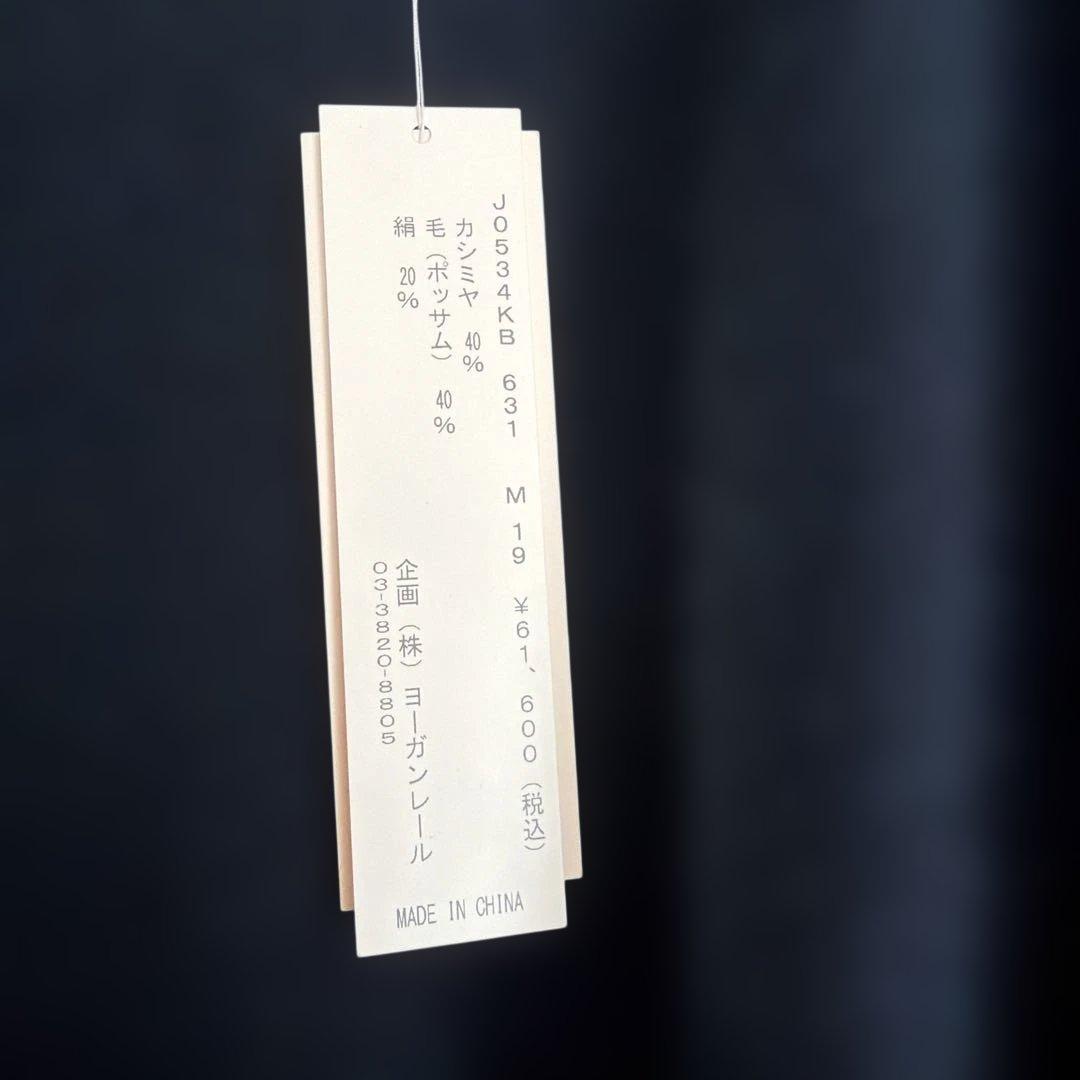 J0534KB 631 M 19 ¥61、600（税込）
カシミヤ 40%
毛（ポッサム） 40%
絹 20%
企画（株）ヨーガンレール
03-3820-8805
MADE IN CHINA